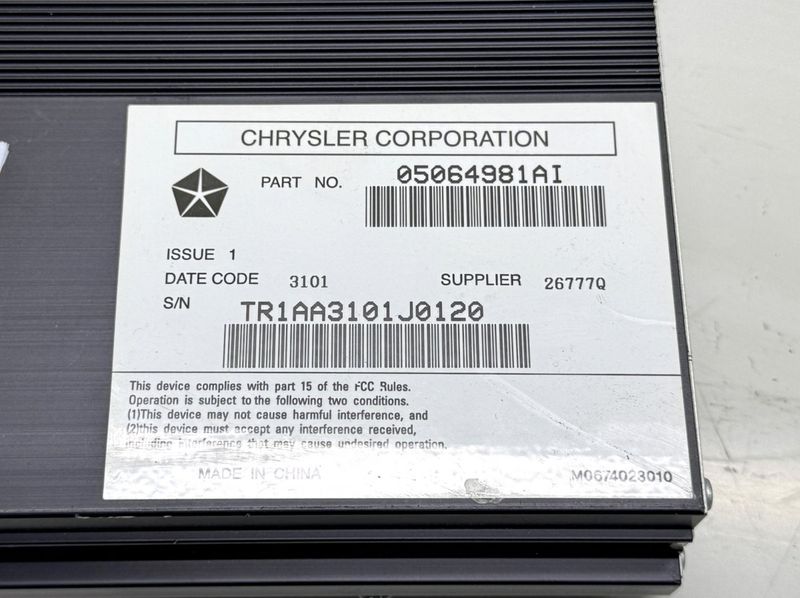 CHRYSLER CORPORATION
PART NO. 05064981AI
ISSUE 1
DATE CODE 3101 SUPPLIER 26777Q
S/N TR1AA3101J0120
This device complies with part 15 of the FCC Rules.
Operation is subject to the following two conditions.
(1)This device may not cause harmful interference, and
(2)this device must accept any interference received,
including interference that may cause undesired operation.
MADE IN CHINA M0674023010